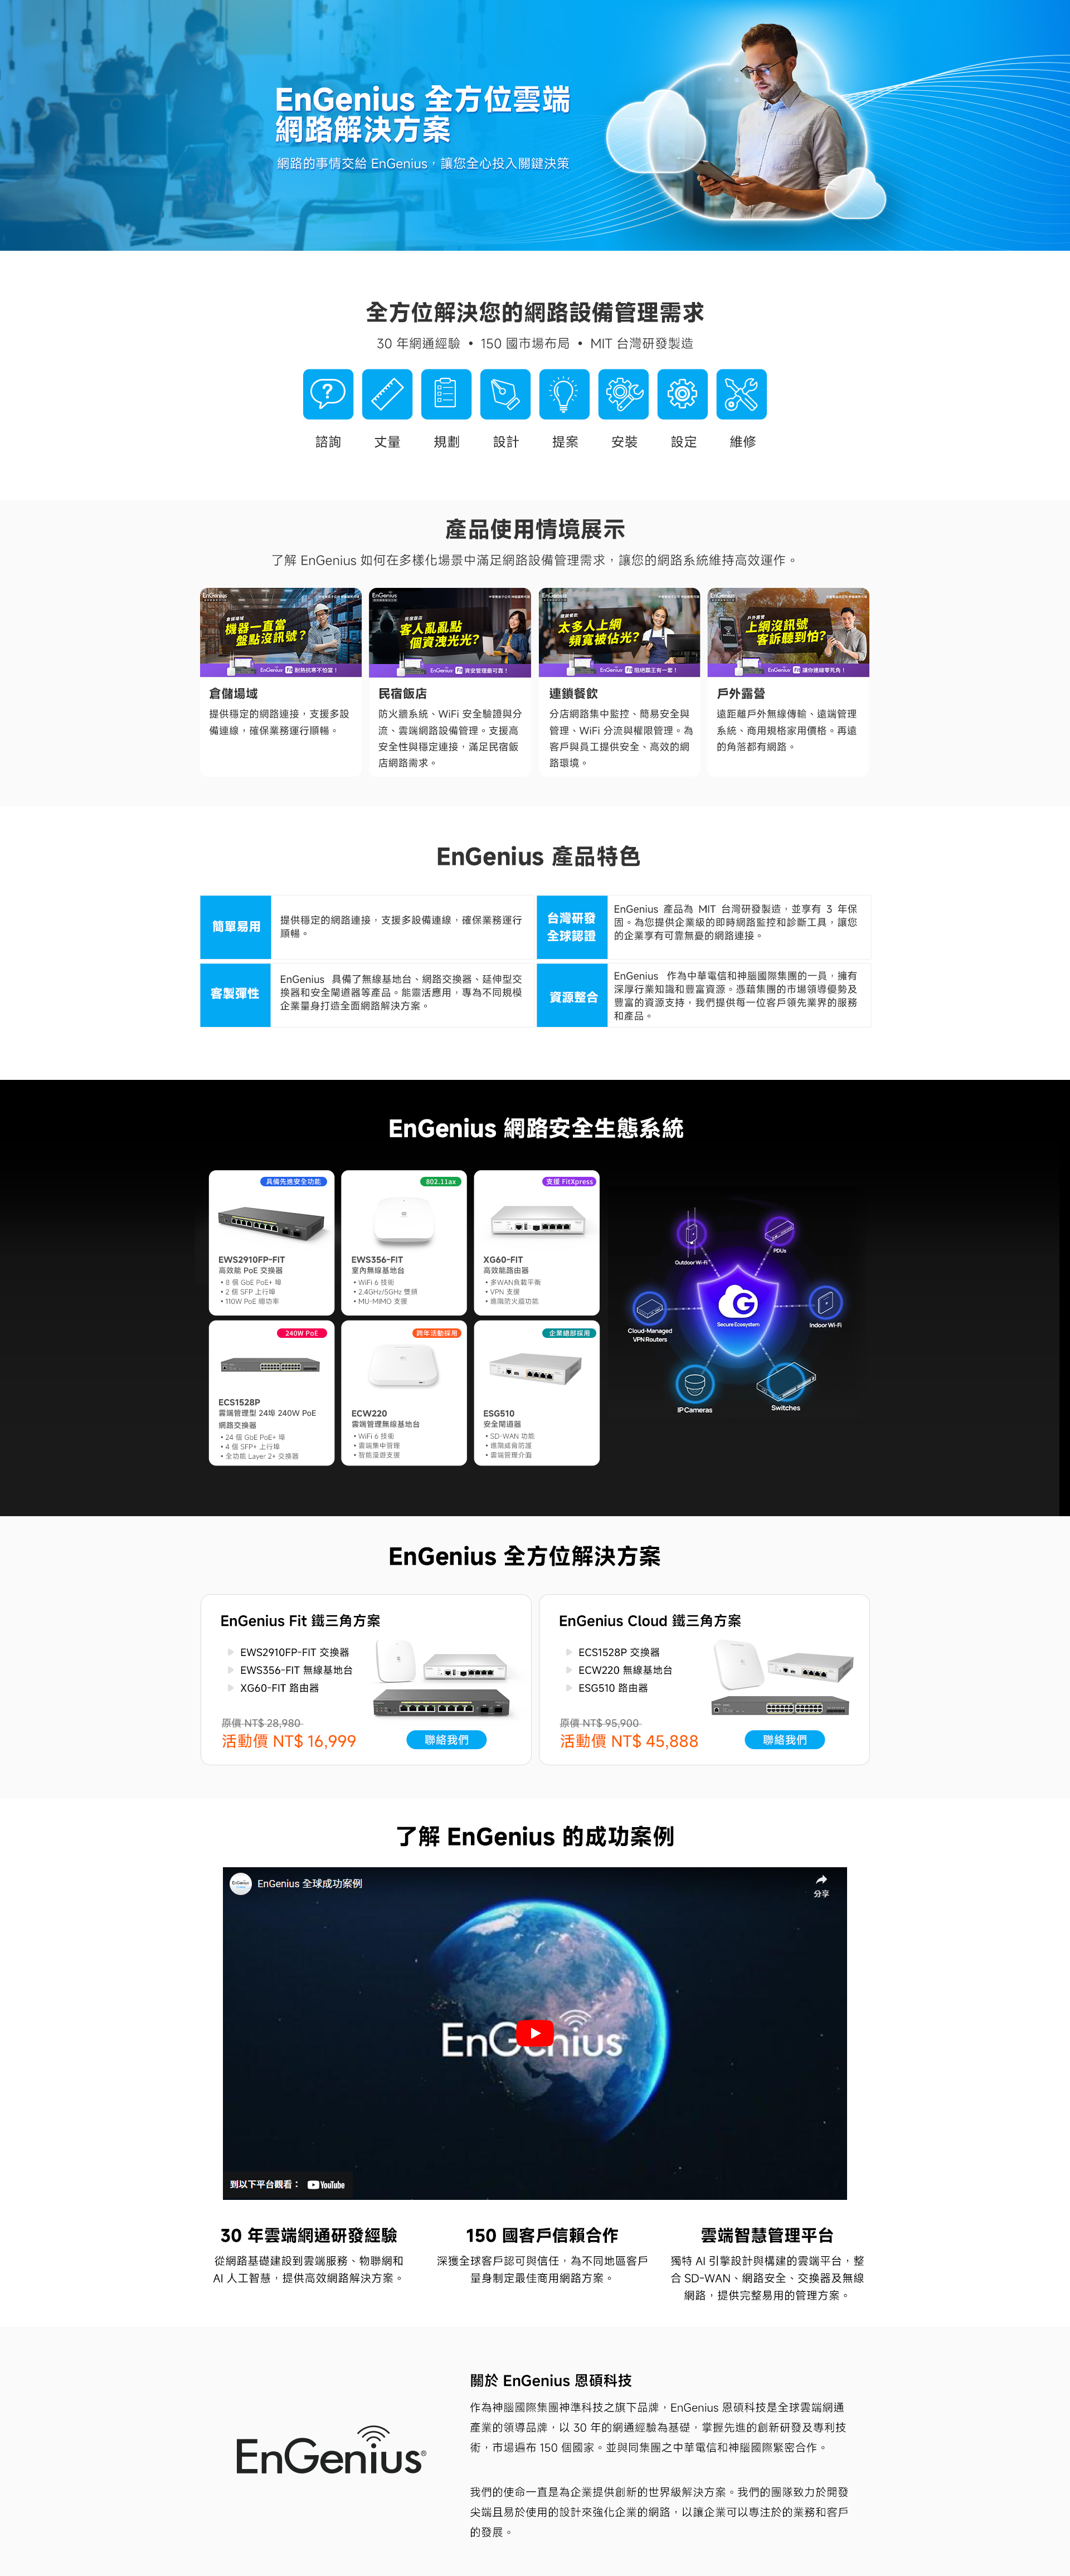 EnGenius 全方位雲端
網路解決方案
網路的事情交給 EnGenius，讓您全心投入關鍵決策
全方位解決您的網路設備管理需求
30 年網通經驗 • 150 國市場布局 • MIT 台灣研發製造
諮詢 丈量 規劃 設計 提案 安裝 設定 維修
產品使用情境展示
了解 EnGenius 如何在多樣化場景中滿足網路設備管理需求，讓您的網路系統維持高效運作。
EnGenius
倉儲場域
機器一直當
盤點沒訊號？
EnGenius Fit 耐熱抗寒不怕當！
倉儲場域
提供穩定的網路連接，支援多設
備連線，確保業務運行順暢。
EnGenius
民宿飯店
客人亂亂點
個資洩光光?
EnGenius Fit 資安管理最可靠！
民宿飯店
防火牆系統、WiFi 安全驗證與分
流、雲端網路設備管理。支援高
安全性與穩定連接，滿足民宿飯
店網路需求。
EnGenius
連鎖餐飲
太多人上網
頻寬被佔光?
EnGenius Fit 阻絕霸王有一套！
連鎖餐飲
分店網路集中監控、簡易安全與
管理、WiFi 分流與權限管理。為
客戶與員工提供安全、高效的網
路環境。
EnGenius
戶外露營
上網沒訊號
客訴聽到怕?
EnGenius Fit 讓你連線零死角！
戶外露營
遠距離戶外無線傳輸、遠端管理
系統、商用規格家用價格。再遠
的角落都有網路。
EnGenius 產品特色
簡單易用
提供穩定的網路連接，支援多設備連線，確保業務運行
順暢。
台灣研發
全球認證
EnGenius 產品為 MIT 台灣研發製造，並享有 3 年保
固。為您提供企業級的即時網路監控和診斷工具，讓您
的企業享有可靠無憂的網路連接。
客製彈性
EnGenius 具備了無線基地台、網路交換器、延伸型交
換器和安全閘道器等產品。能靈活應用，專為不同規模
企業量身打造全面網路解決方案。
資源整合
EnGenius 作為中華電信和神腦國際集團的一員，擁有
深厚行業知識和豐富資源。憑藉集團的市場領導優勢及
豐富的資源支持，我們提供每一位客戶領先業界的服務
和產品。
EnGenius 網路安全生態系統
具備先進安全功能
EWS2910FP-FIT
高效能 PoE 交換器
• 8 個 GbE PoE+ 埠
• 2 個 SFP 上行埠
• 110W PoE 總功率
802.11ax
EWS356-FIT
室內無線基地台
• WiFi 6 技術
• 2.4GHz/5GHz 雙頻
• MU-MIMO 支援
支援 FitXpress
XG60-FIT
高效能路由器
• 多WAN負載平衡
• VPN 支援
• 進階防火牆功能
240W PoE
ECS1528P
雲端管理型 24埠 240W PoE
網路交換器
• 24 個 GbE PoE+ 埠
• 4 個 SFP+ 上行埠
• 全功能 Layer 2+ 交換器
跨年活動採用
ECW220
雲端管理無線基地台
• WiFi 6 技術
• 雲端集中管理
• 智能漫遊支援
企業總部採用
ESG510
安全閘道器
• SD-WAN 功能
• 進階威脅防護
• 雲端管理介面
Outdoor Wi-Fi
PDUs
Cloud-Managed
VPN Routers
Secure Ecosystem
Indoor Wi-Fi
IP Cameras
Switches
EnGenius 全方位解決方案
EnGenius Fit 鐵三角方案
EWS2910FP-FIT 交換器
EWS356-FIT 無線基地台
XG60-FIT 路由器
原價 NT$ 28,980
活動價 NT$ 16,999
聯絡我們
EnGenius Cloud 鐵三角方案
ECS1528P 交換器
ECW220 無線基地台
ESG510 路由器
原價 NT$ 95,900
活動價 NT$ 45,888
聯絡我們
了解 EnGenius 的成功案例
EnGenius 全球成功案例
分享
EnGenius
到以下平台觀看： YouTube
30 年雲端網通研發經驗
從網路基礎建設到雲端服務、物聯網和
AI 人工智慧，提供高效網路解決方案。
150 國客戶信賴合作
深獲全球客戶認可與信任，為不同地區客戶
量身制定最佳商用網路方案。
雲端智慧管理平台
獨特 AI 引擎設計與構建的雲端平台，整
合 SD-WAN、網路安全、交換器及無線
網路，提供完整易用的管理方案。
EnGenius®
關於 EnGenius 恩碩科技
作為神腦國際集團神準科技之旗下品牌，EnGenius 恩碩科技是全球雲端網通
產業的領導品牌，以 30 年的網通經驗為基礎，掌握先進的創新研發及專利技
術，市場遍布 150 個國家。並與同集團之中華電信和神腦國際緊密合作。
我們的使命一直是為企業提供創新的世界級解決方案。我們的團隊致力於開發
尖端且易於使用的設計來強化企業的網路，以讓企業可以專注於的業務和客戶
的發展。